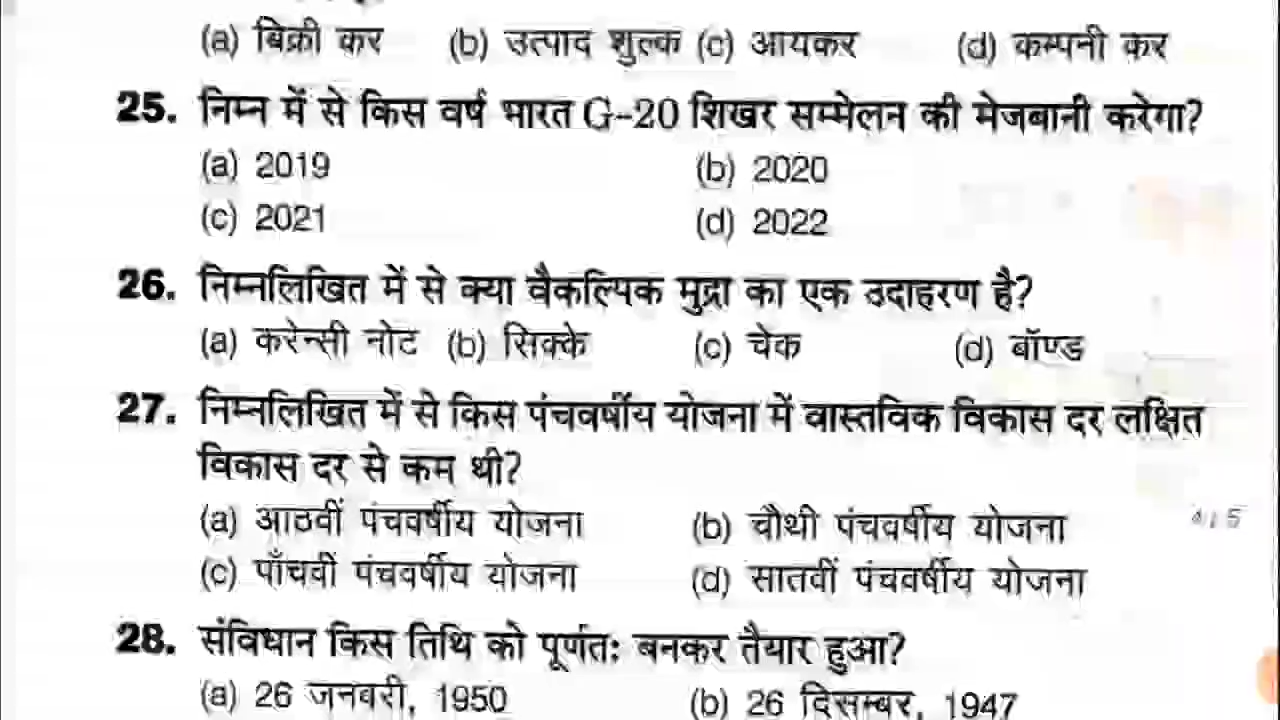 (a) बिक्री कर (b) उत्पाद शुल्क (c) आयकर (d) कम्पनी कर
25. निम्न में से किस वर्ष भारत G-20 शिखर सम्मेलन की मेजबानी करेगा?
(a) 2019 (b) 2020
(c) 2021 (d) 2022
26. निम्नलिखित में से क्या वैकल्पिक मुद्रा का एक उदाहरण है?
(a) करेन्सी नोट (b) सिक्के (c) चेक (d) बॉण्ड
27. निम्नलिखित में से किस पंचवर्षीय योजना में वास्तविक विकास दर लक्षित
विकास दर से कम थी?
(a) आठवीं पंचवर्षीय योजना (b) चौथी पंचवर्षीय योजना
(c) पाँचवीं पंचवर्षीय योजना (d) सातवीं पंचवर्षीय योजना
28. संविधान किस तिथि को पूर्णतः बनकर तैयार हुआ?
(a) 26 जनवरी, 1950 (b) 26 दिसम्बर, 1947